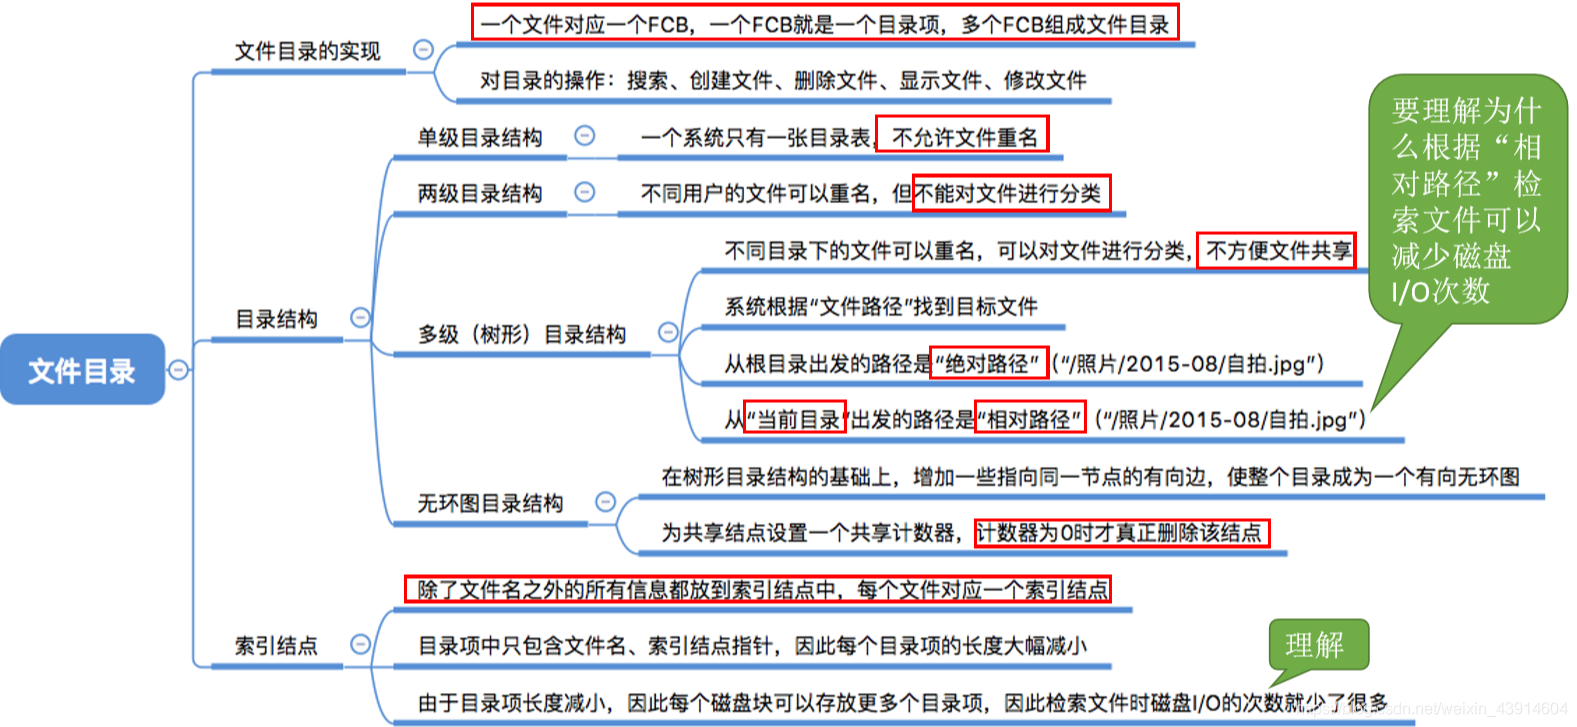 一个文件对应一个FCB，一个FCB就是一个目录项，多个FCB组成文件目录
文件目录的实现
对目录的操作：搜索、创建文件、删除文件、显示文件、修改文件
要理解为什
么根据“相
对路径”检
索文件可以
减少磁盘
I/O次数
单级目录结构
一个系统只有一张目录表，不允许文件重名
两级目录结构
不同用户的文件可以重名，但不能对文件进行分类
不同目录下的文件可以重名，可以对文件进行分类，不方便文件共享
系统根据“文件路径”找到目标文件
目录结构
多级（树形）目录结构
从根目录出发的路径是“绝对路径”（“/照片/2015-08/自拍.jpg”）
文件目录
从“当前目录”出发的路径是“相对路径”（“/照片/2015-08/自拍.jpg”）
在树形目录结构的基础上，增加一些指向同一节点的有向边，使整个目录成为一个有向无环图
无环图目录结构
为共享结点设置一个共享计数器，计数器为0时才真正删除该结点
除了文件名之外的所有信息都放到索引结点中，每个文件对应一个索引结点
索引结点
目录项中只包含文件名、索引结点指针，因此每个目录项的长度大幅减小
理解
由于目录项长度减小，因此每个磁盘块可以存放更多个目录项，因此检索文件时磁盘I/O的次数就少了很多
https://blog.csdn.net/weixin_43914604